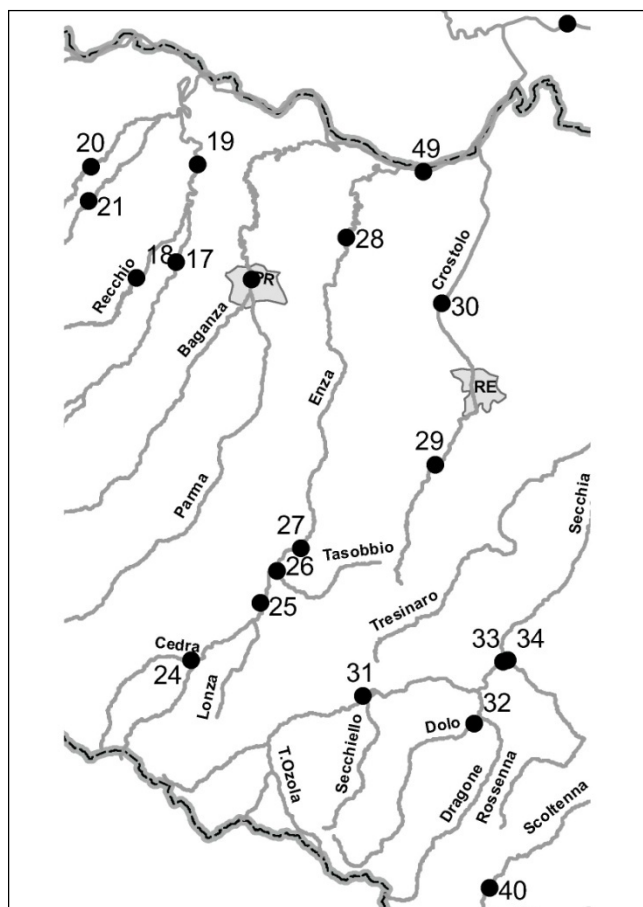 20
19
49
21
28
18
17
Recchio
PR
Crostolo
Baganza
30
Enza
RE
29
Secchia
Parma
27
Tasobbio
26
25
Tresinaro
Cedra
24
Lonza
31
33
34
32
Dolo
Secchiello
T.Ozola
Dragone
Rossenna
Scoltenna
40